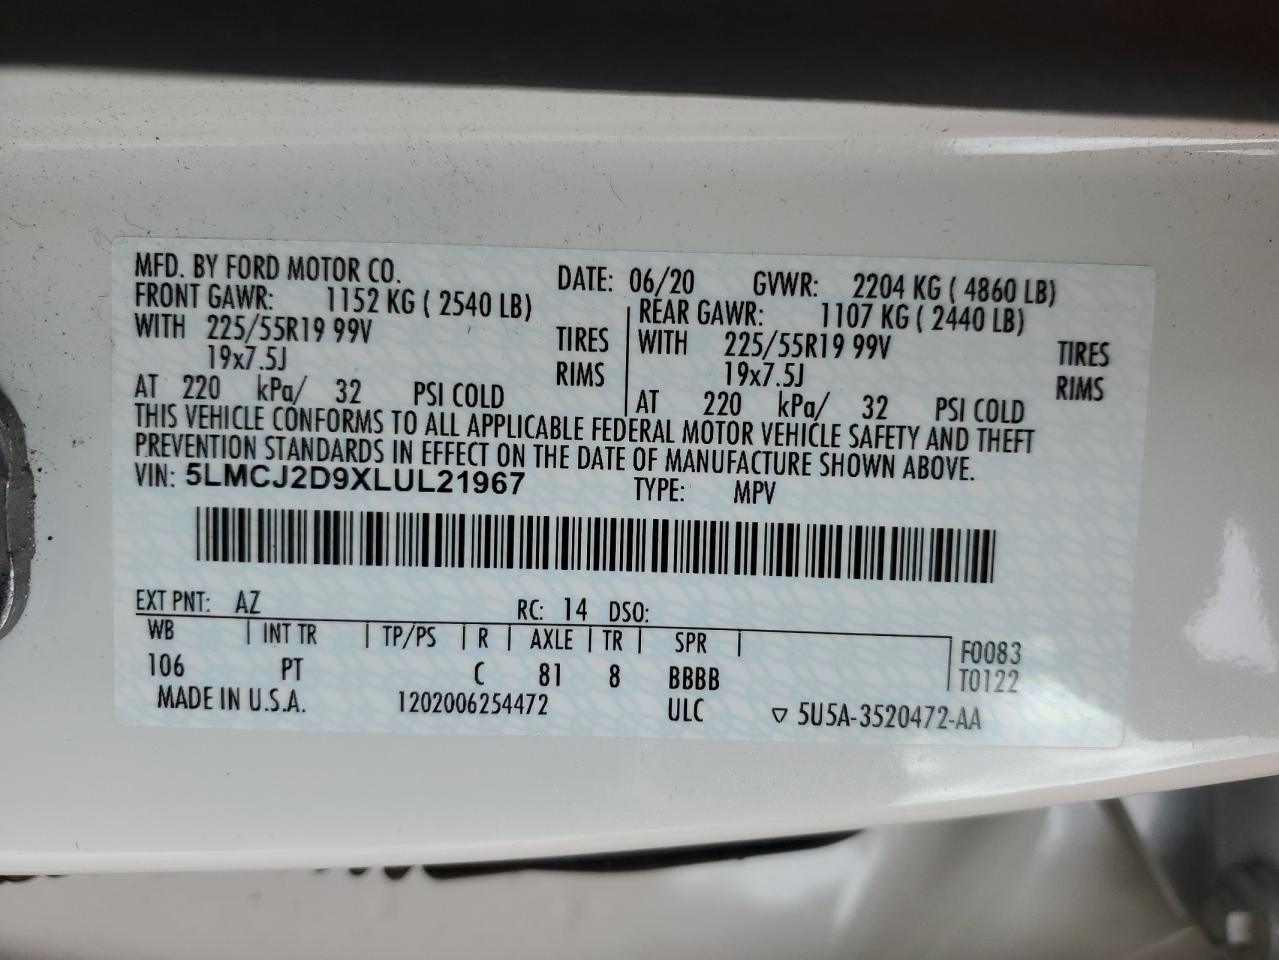 MFD. BY FORD MOTOR CO. DATE: 06/20 GVWR: 2204 KG ( 4860 LB)
FRONT GAWR: 1152 KG ( 2540 LB) REAR GAWR: 1107 KG ( 2440 LB)
WITH 225/55R19 99V TIRES WITH 225/55R19 99V TIRES
19x7.5J RIMS 19x7.5J RIMS
AT 220 kPa/ 32 PSI COLD AT 220 kPa/ 32 PSI COLD
THIS VEHICLE CONFORMS TO ALL APPLICABLE FEDERAL MOTOR VEHICLE SAFETY AND THEFT
PREVENTION STANDARDS IN EFFECT ON THE DATE OF MANUFACTURE SHOWN ABOVE.
VIN: 5LMCJ2D9XLUL21967 TYPE: MPV
EXT PNT: AZ RC: 14 DSO:
WB INT TR TP/PS R AXLE TR SPR F0083
106 PT C 81 8 BBBB T0122
MADE IN U.S.A. 1202006254472 ULC ▽ 5U5A-3520472-AA